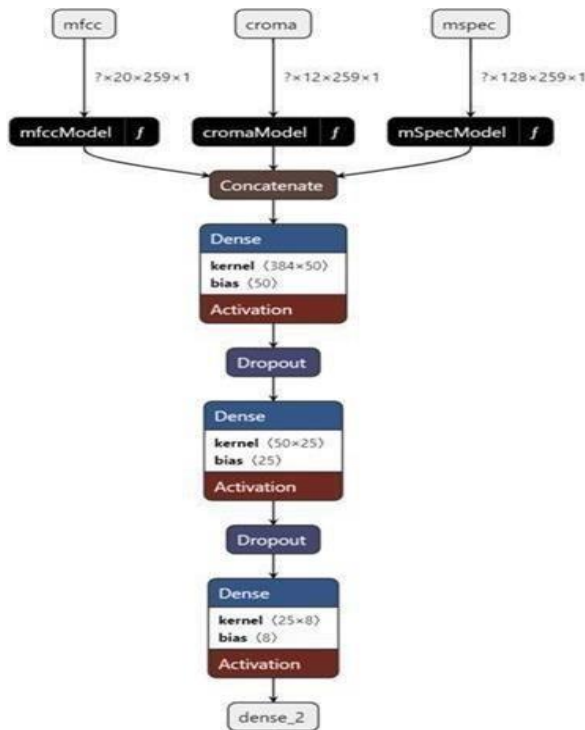 mfcc croma mspec
?×20×259×1 ?×12×259×1 ?×128×259×1
mfccModel f cromaModel f mSpecModel f
Concatenate
Dense
kernel ⟨384×50⟩
bias ⟨50⟩
Activation
Dropout
Dense
kernel ⟨50×25⟩
bias ⟨25⟩
Activation
Dropout
Dense
kernel ⟨25×8⟩
bias ⟨8⟩
Activation
dense_2